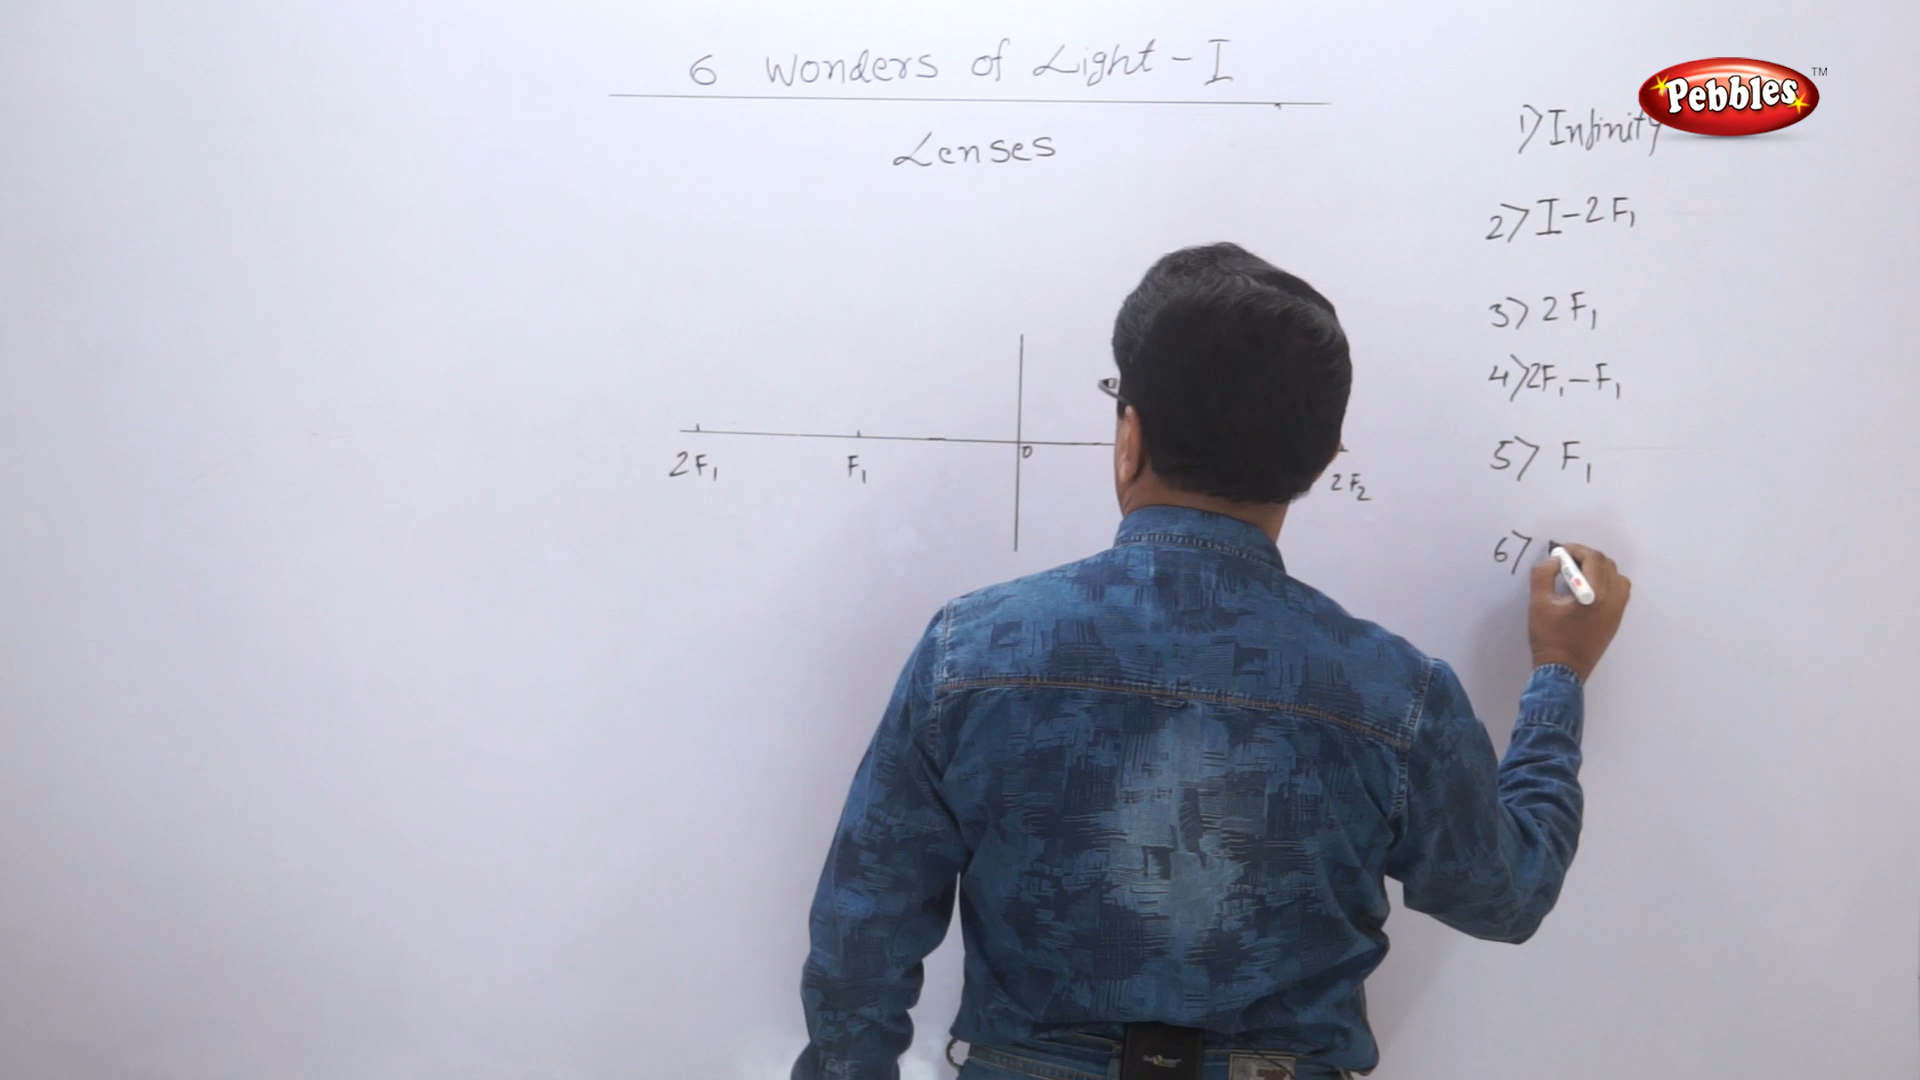 6 Wonders of Light - I
Lenses
Pebbles TM
1) Infinity
2) I - 2F₁
3) 2F₁
4) 2F₁ - F₁
5) F₁
6)
2F₁ F₁ O 2F₂